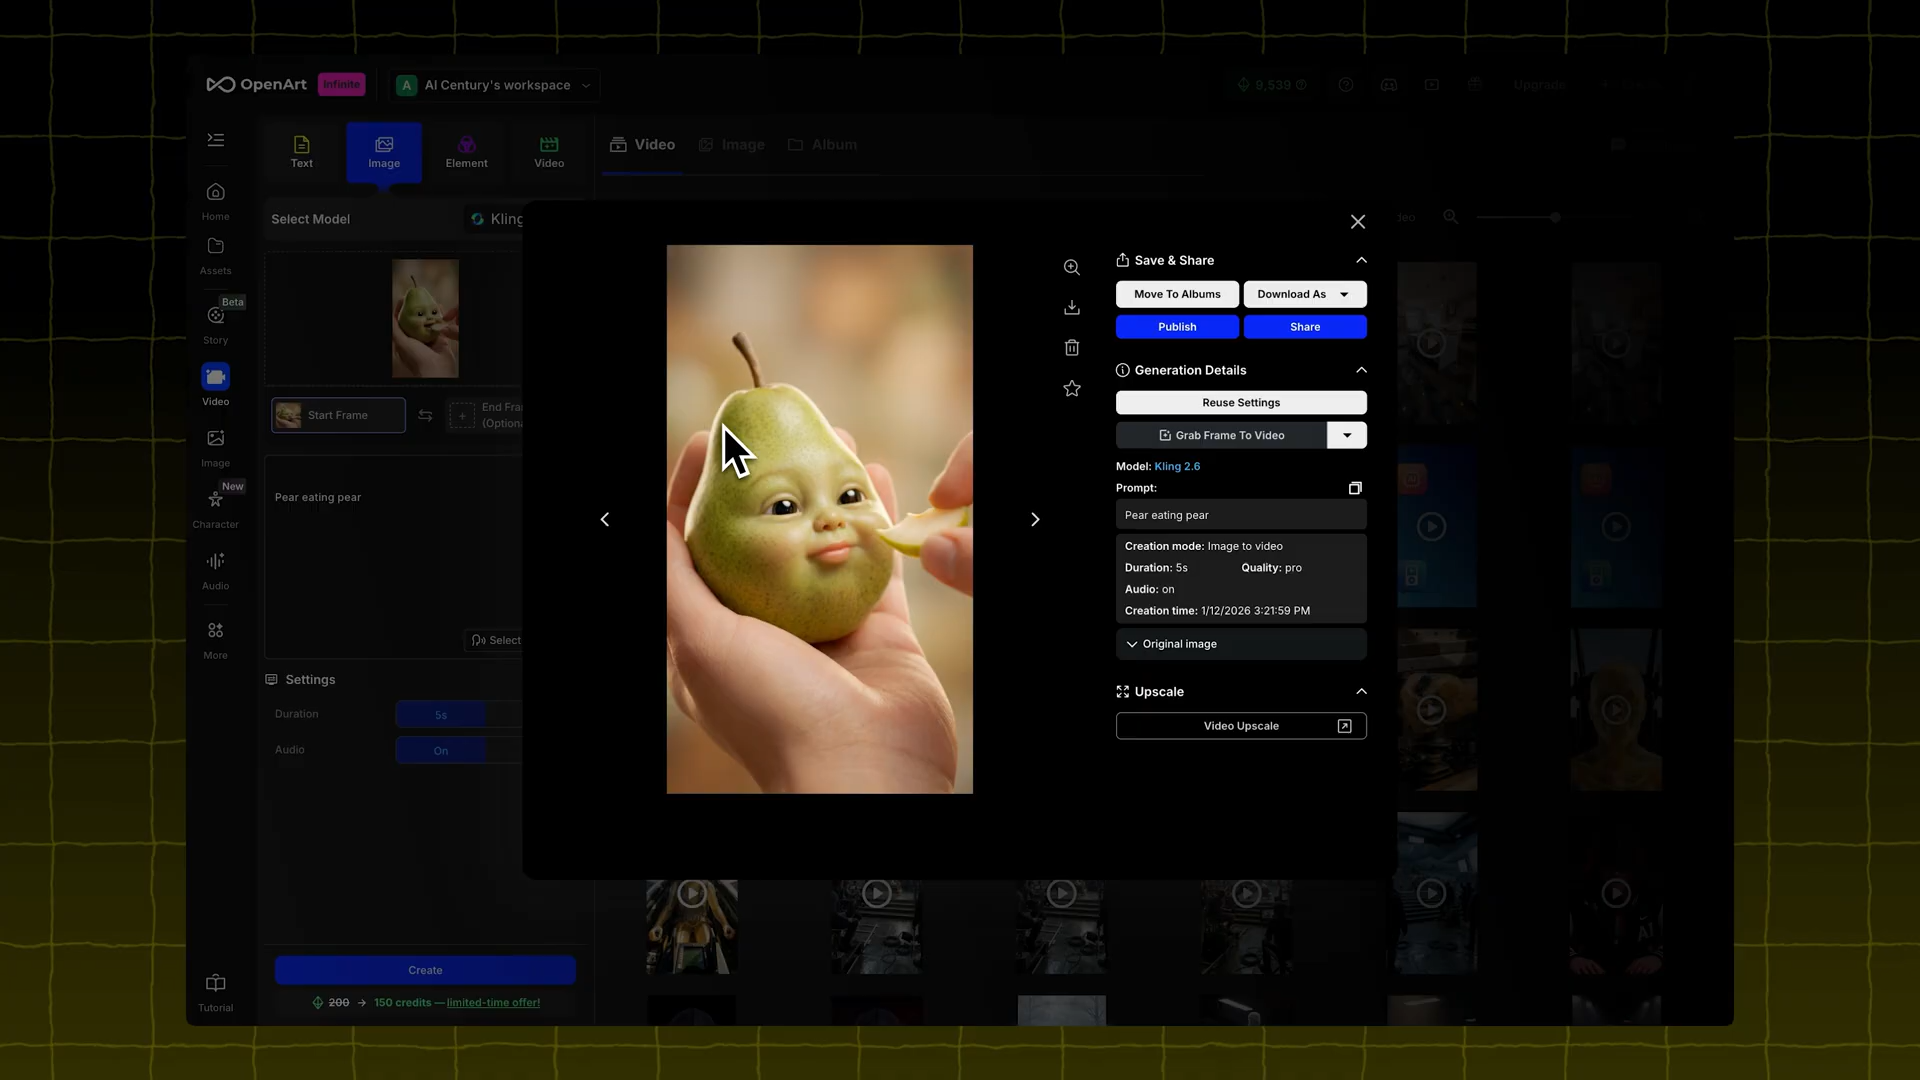 OpenArt Infinite A AI Century's workspace 9,539 Upgrade
Text Image Element Video
Video Image Album
Select Model Kling
Home
Assets
Beta
Story
Video
Image
New
Character
Audio
More
Tutorial
Start Frame
End Fra
(Optiona
Pear eating pear
Select
Settings
Duration 5s
Audio On
Create
200 → 150 credits — limited-time offer!
Save & Share
Move To Albums Download As
Publish Share
Generation Details
Reuse Settings
Grab Frame To Video
Model: Kling 2.6
Prompt:
Pear eating pear
Creation mode: Image to video
Duration: 5s Quality: pro
Audio: on
Creation time: 1/12/2026 3:21:59 PM
Original image
Upscale
Video Upscale